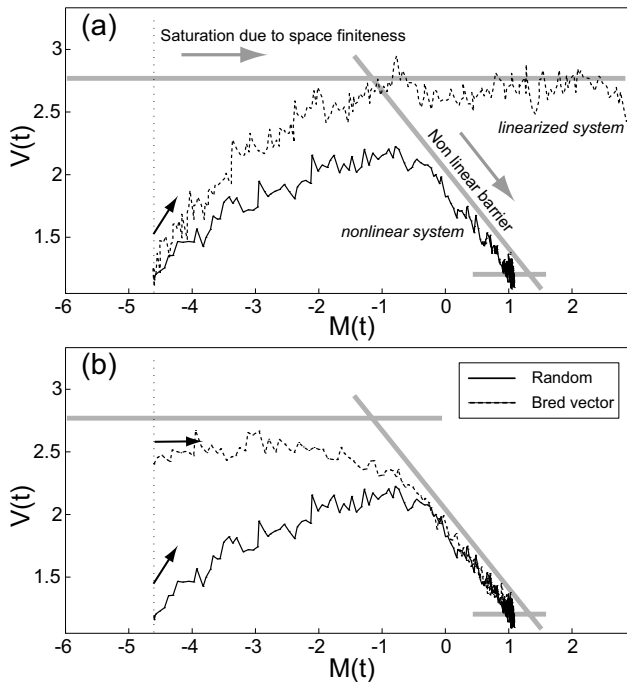 (a)
Saturation due to space finiteness
3
2.5
2
1.5
V(t)
linearized system
Non linear barrier
nonlinear system
-6 -5 -4 -3 -2 -1 0 1 2
M(t)
(b)
Random
Bred vector
3
2.5
2
1.5
V(t)
-6 -5 -4 -3 -2 -1 0 1 2
M(t)